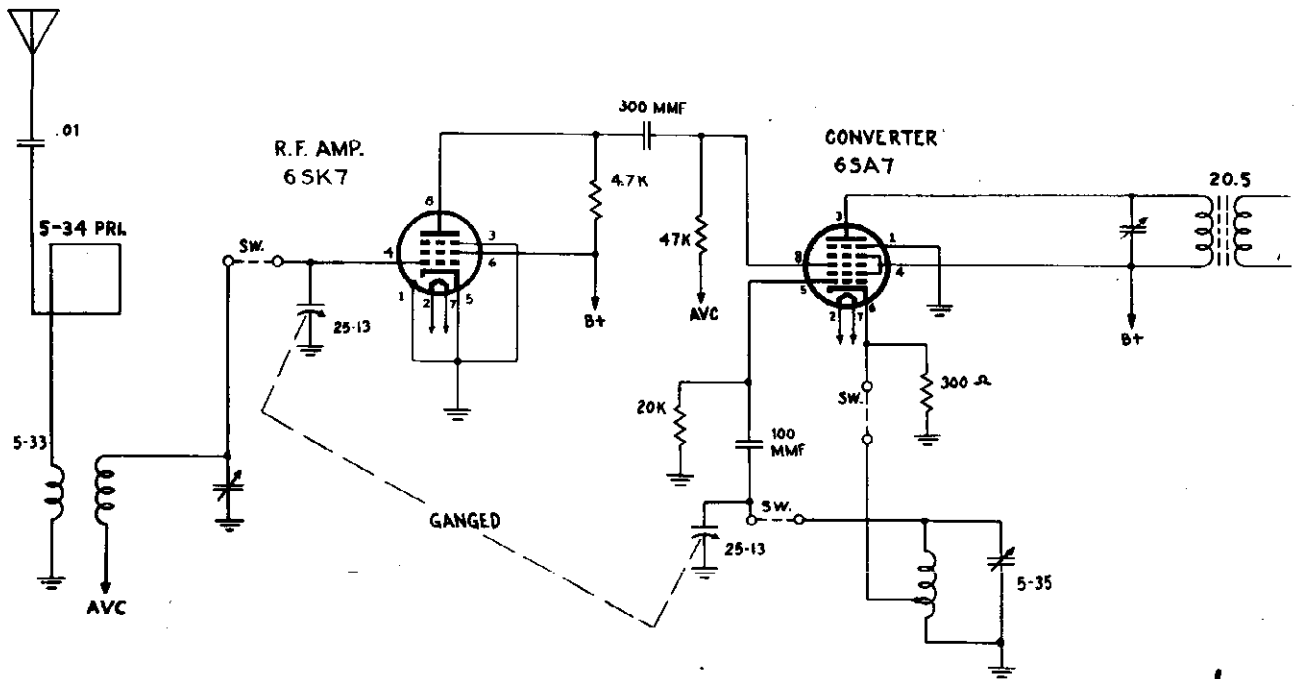 .01
R.F. AMP.
6SK7
300 MMF
4.7K
47K
AVC
B+
CONVERTER
6SA7
20.5
5-34 PRI.
SW.
4
8
3
6
1
2
7
5
25-13
3
1
8
4
5
2
7
6
B+
300 Ω
SW.
20K
100
MMF
5-33
GANGED
SW.
25-13
5-35
AVC